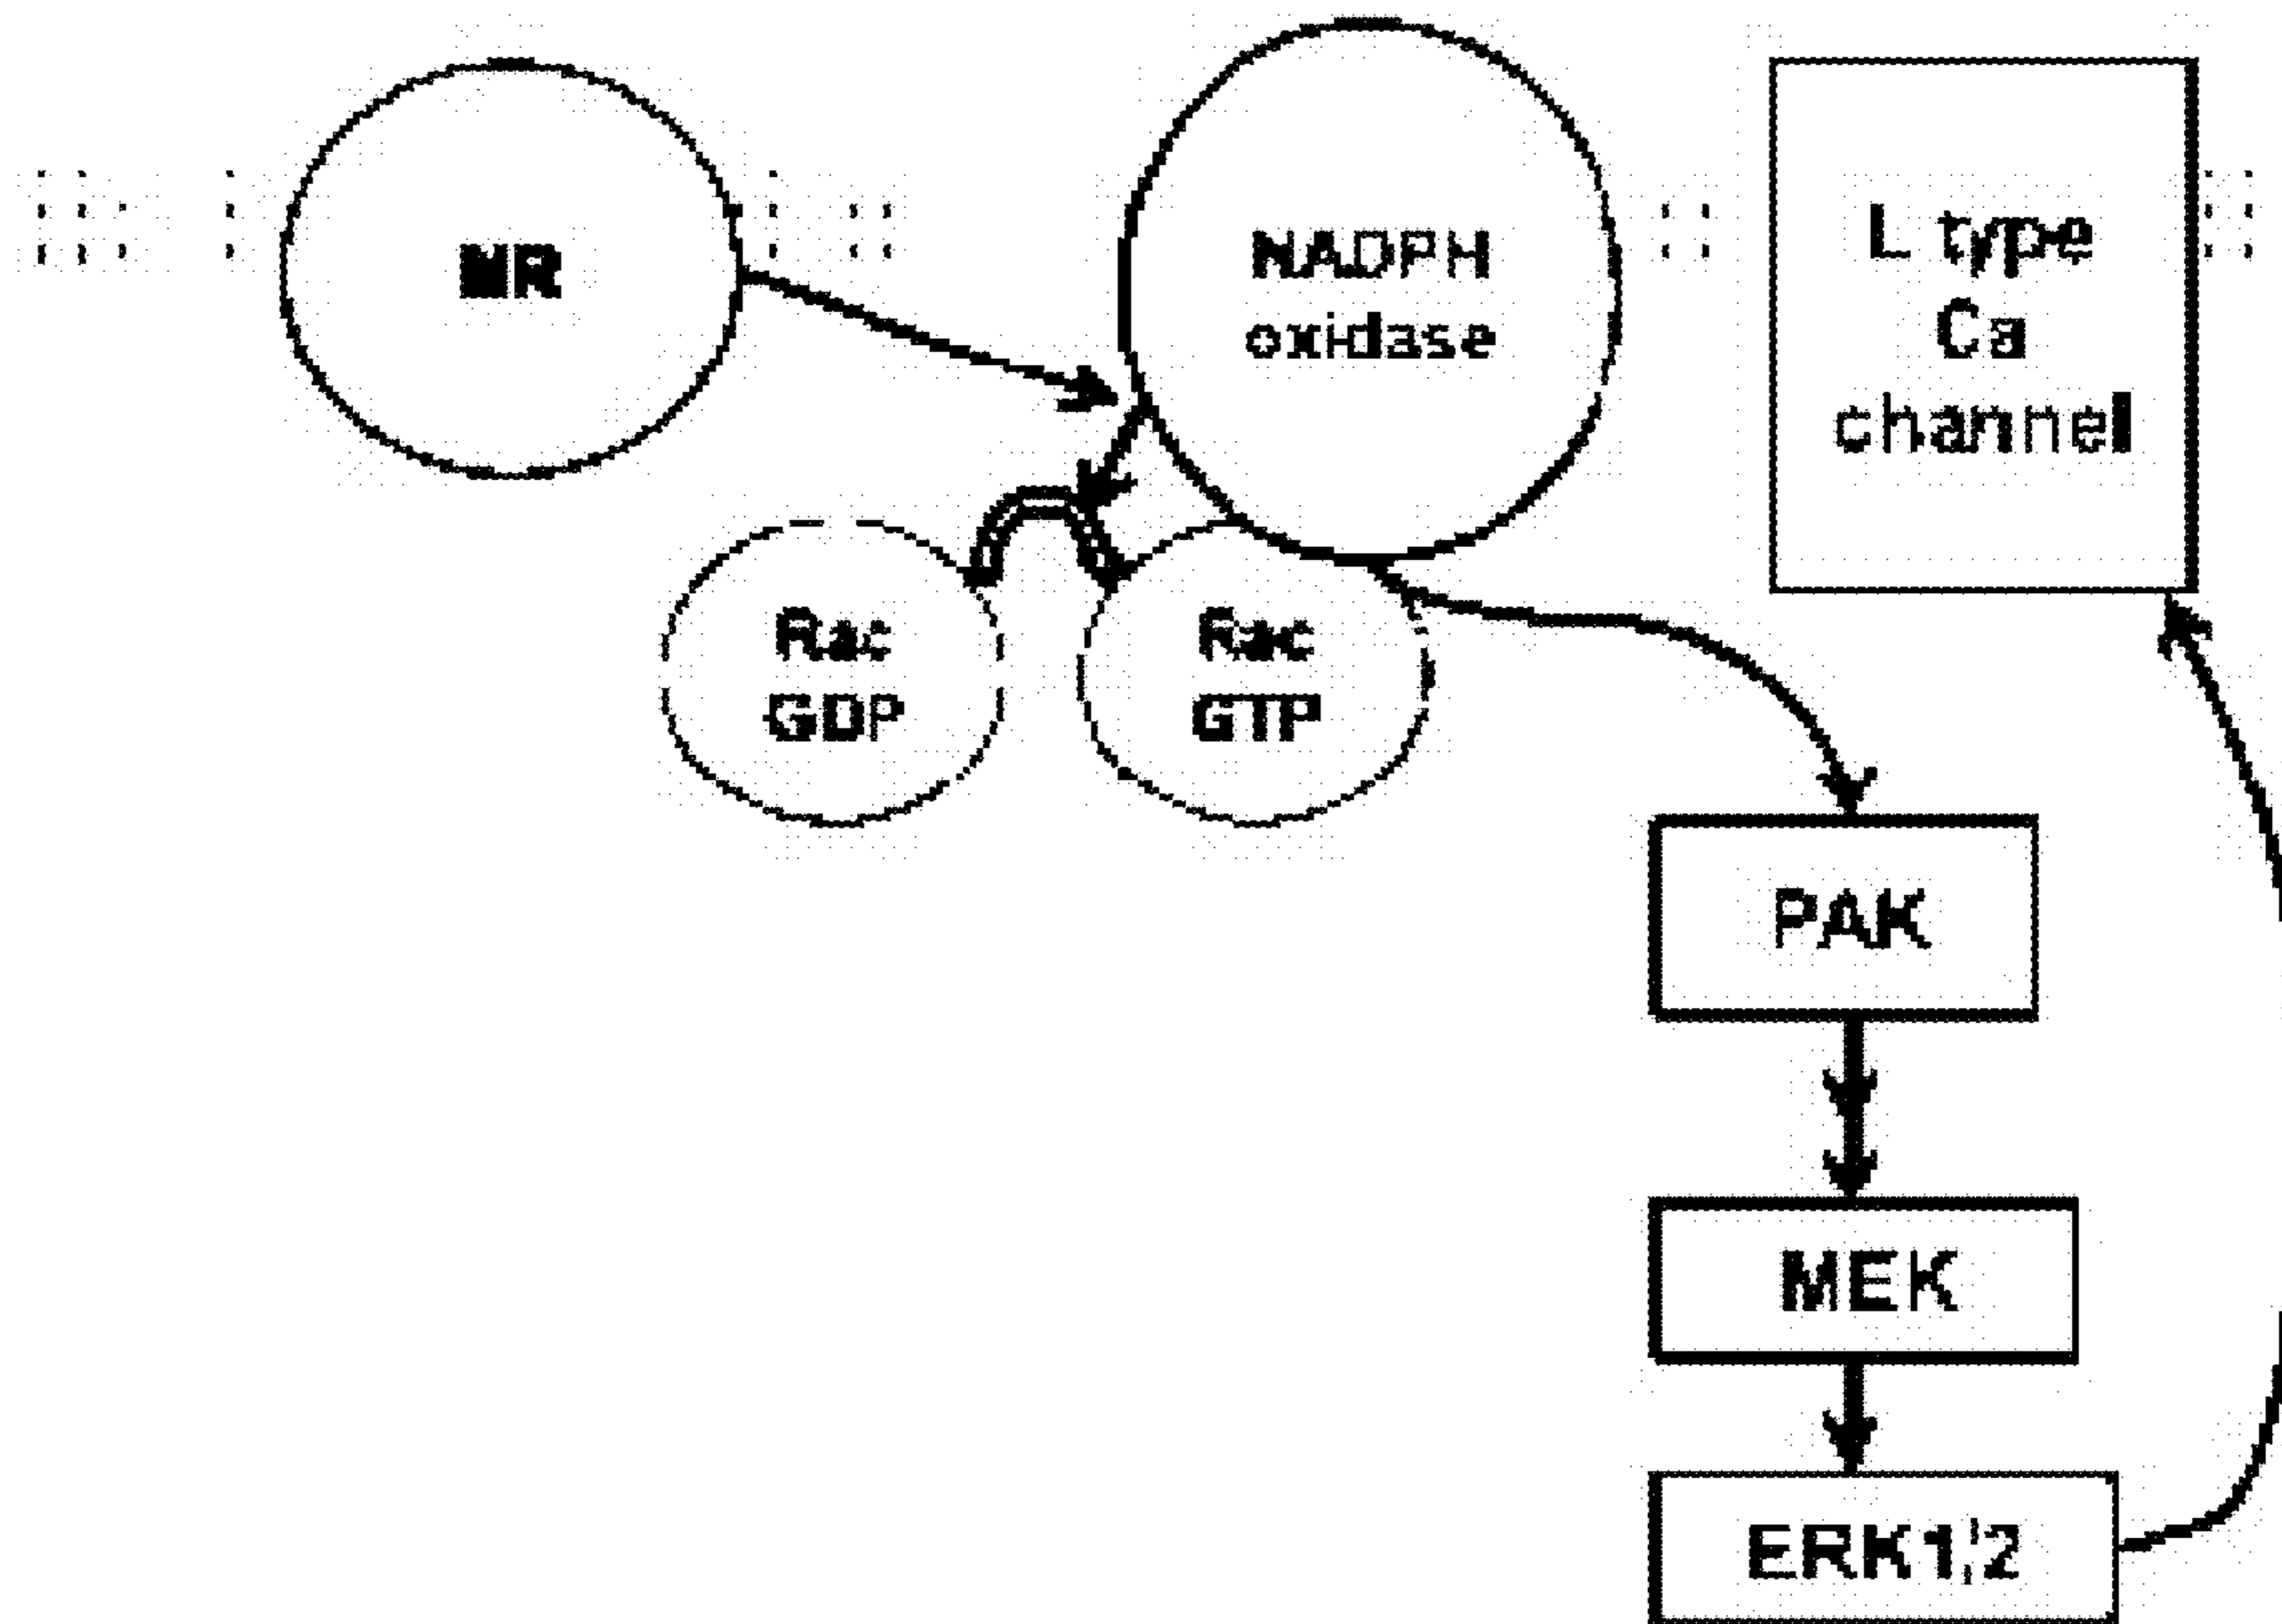 MR
NADPH
oxidase
L type
Ca
channel
Rac
GDP
Rac
GTP
PAK
MEK
ERK1/2